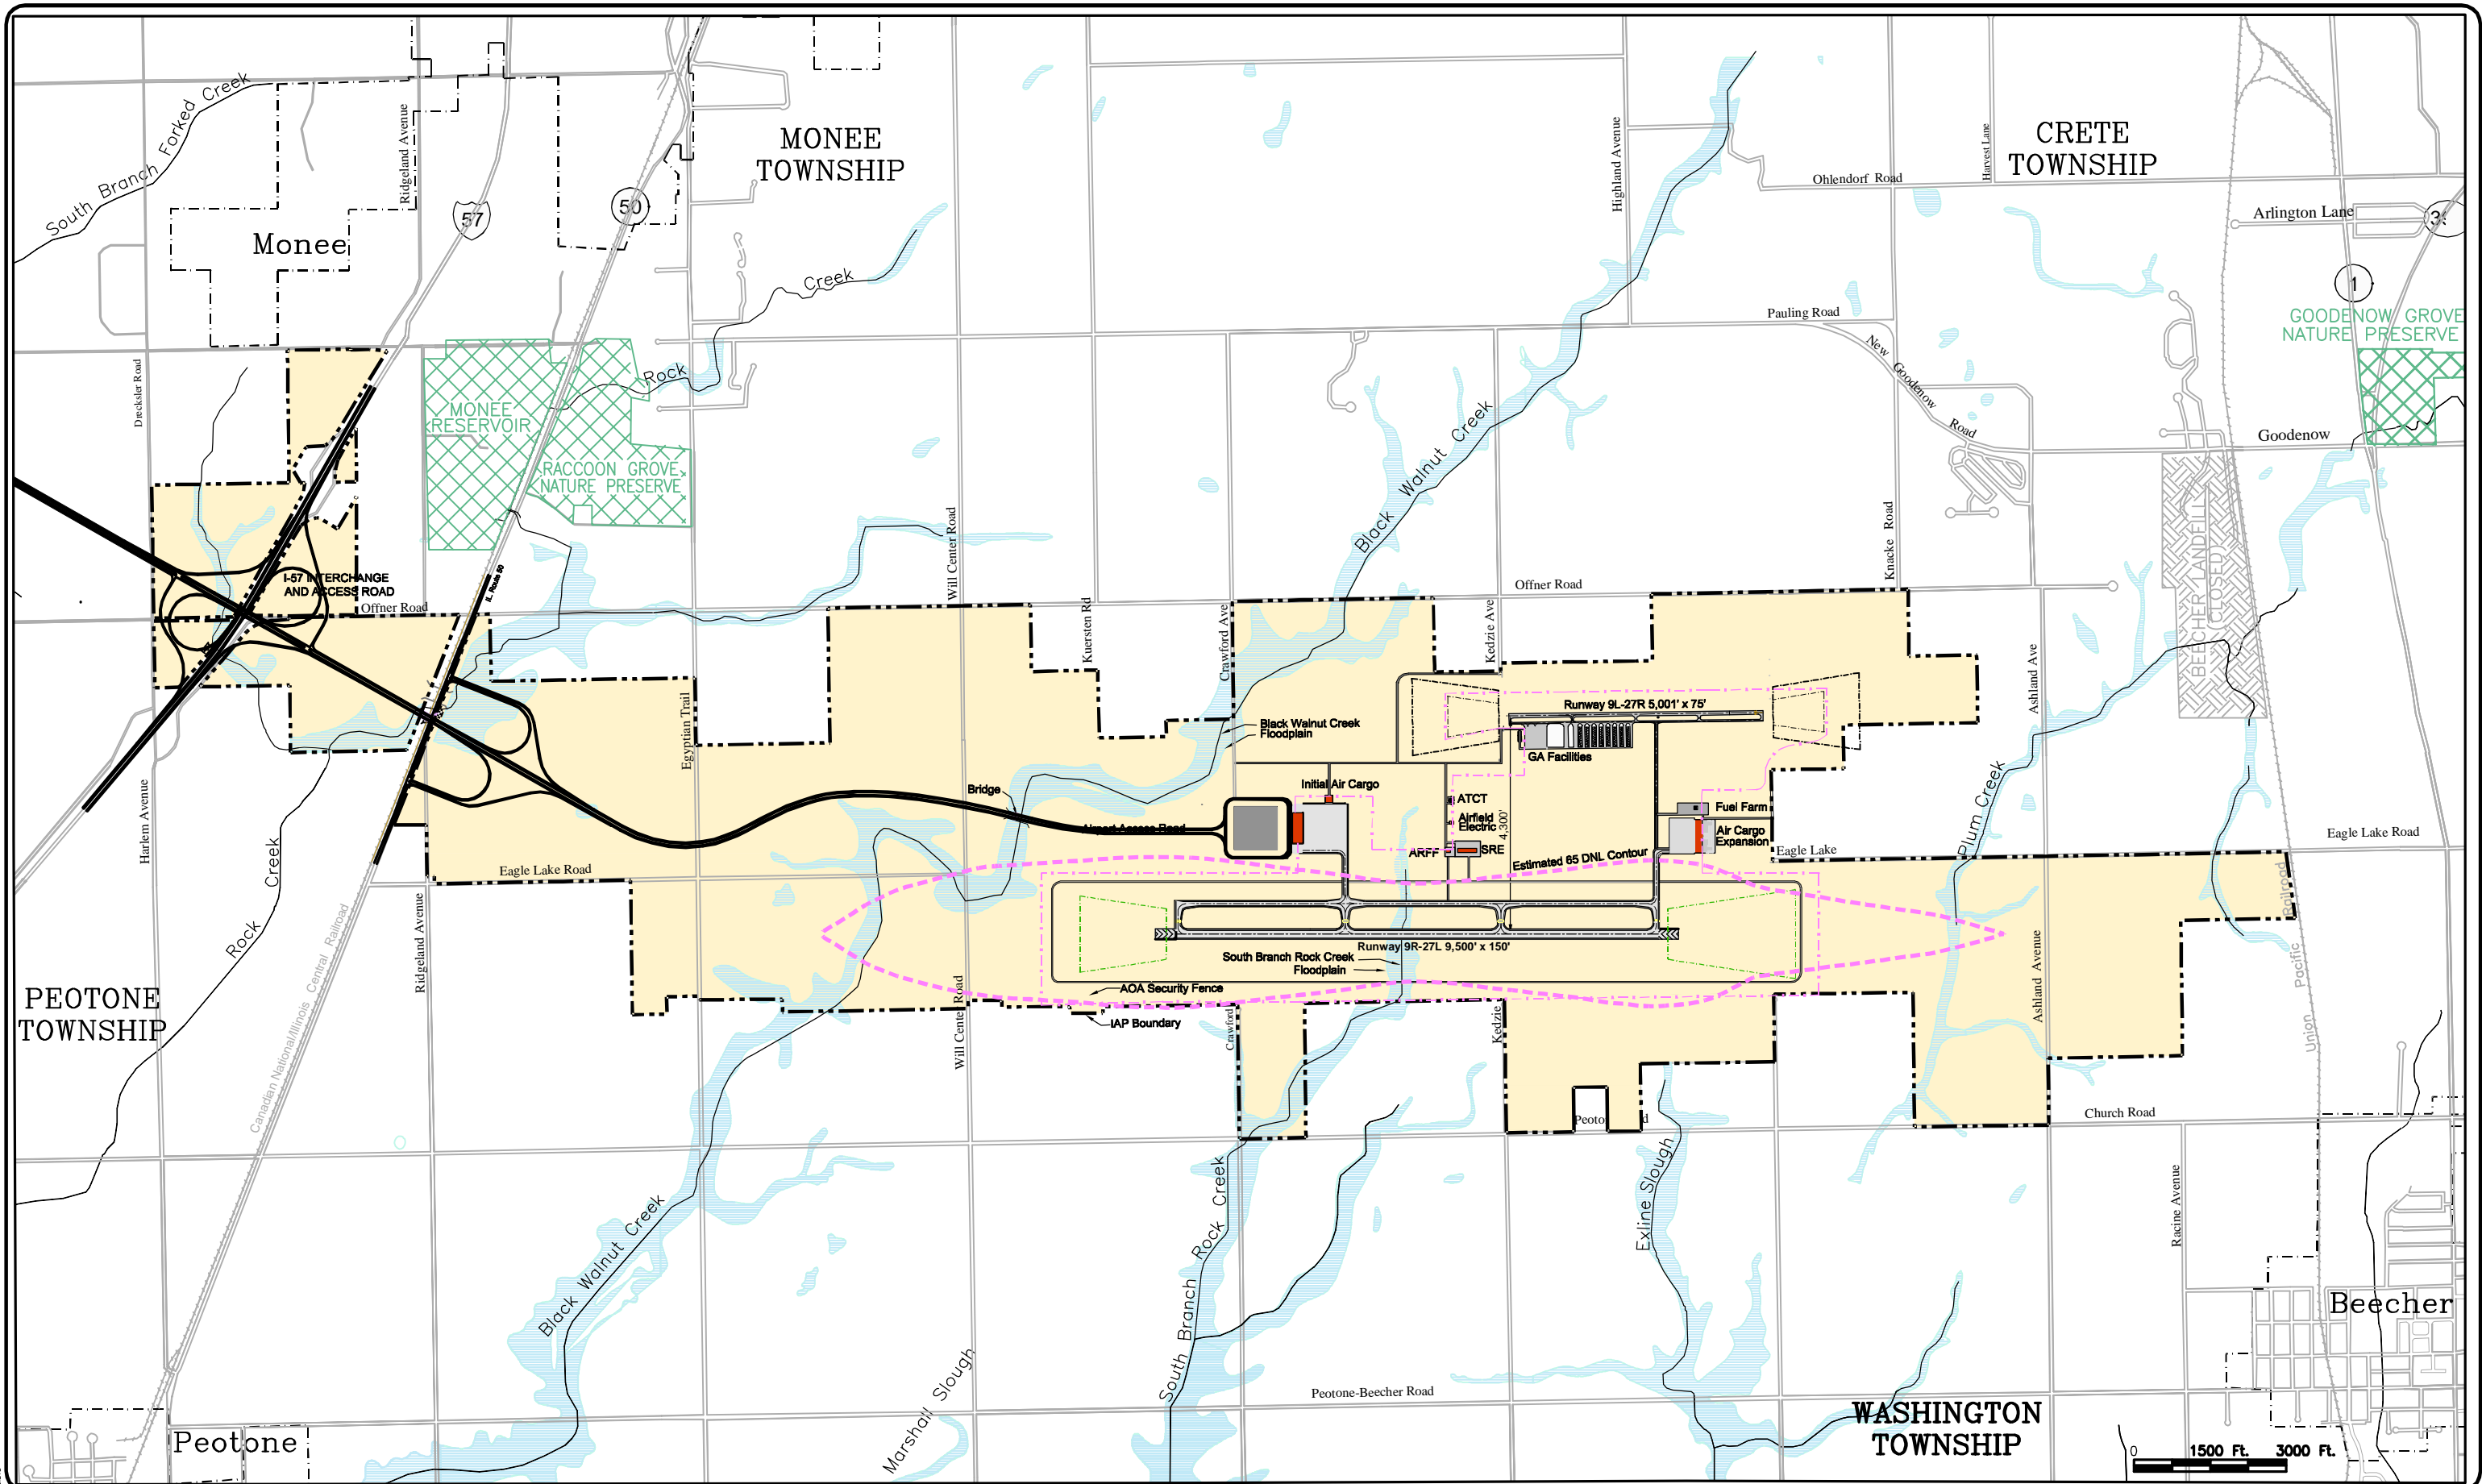 South Branch Forked Creek
Ridgeland Avenue
MONEE
TOWNSHIP
Highland Avenue
CRETE
TOWNSHIP
Harvest Lane
Ohlendorf Road
Arlington Lane
57
50
Monee
Creek
1
Pauling Road
GOODENOW GROVE
NATURE PRESERVE
New Goodenow Road
Goodenow
Drecksler Road
Rock
MONEE
RESERVOIR
RACCOON GROVE
NATURE PRESERVE
Black Walnut Creek
Will Center Road
Knacke Road
BEECHER LANDFILL
(CLOSED)
I-57 INTERCHANGE
AND ACCESS ROAD
IL. Route 50
Offner Road
Offner Road
Kuersten Rd
Crawford Ave
Kedzie Ave
Ashland Ave
Egyptian Trail
Runway 9L-27R 5,001' x 75'
Black Walnut Creek
Floodplain
GA Facilities
Harlem Avenue
Bridge
Initial Air Cargo
ATCT
Airfield
Electric
4,300'
Fuel Farm
Air Cargo
Expansion
Plum Creek
Airport Access Road
ARFF
SRE
Eagle Lake
Eagle Lake Road
Estimated 65 DNL Contour
Eagle Lake Road
Creek
Rock
Ridgeland Avenue
Canadian National/Illinois Central Railroad
Runway 9R-27L 9,500' x 150'
South Branch Rock Creek
Floodplain
AOA Security Fence
IAP Boundary
Will Center Road
Crawford
Kedzie
Ashland Avenue
Union Pacific Railroad
PEOTONE
TOWNSHIP
Church Road
Black Walnut Creek
South Branch Rock Creek
Exline Slough
Racine Avenue
Beecher
Marshall Slough
Peotone-Beecher Road
WASHINGTON
TOWNSHIP
Peotone
0 1500 Ft. 3000 Ft.